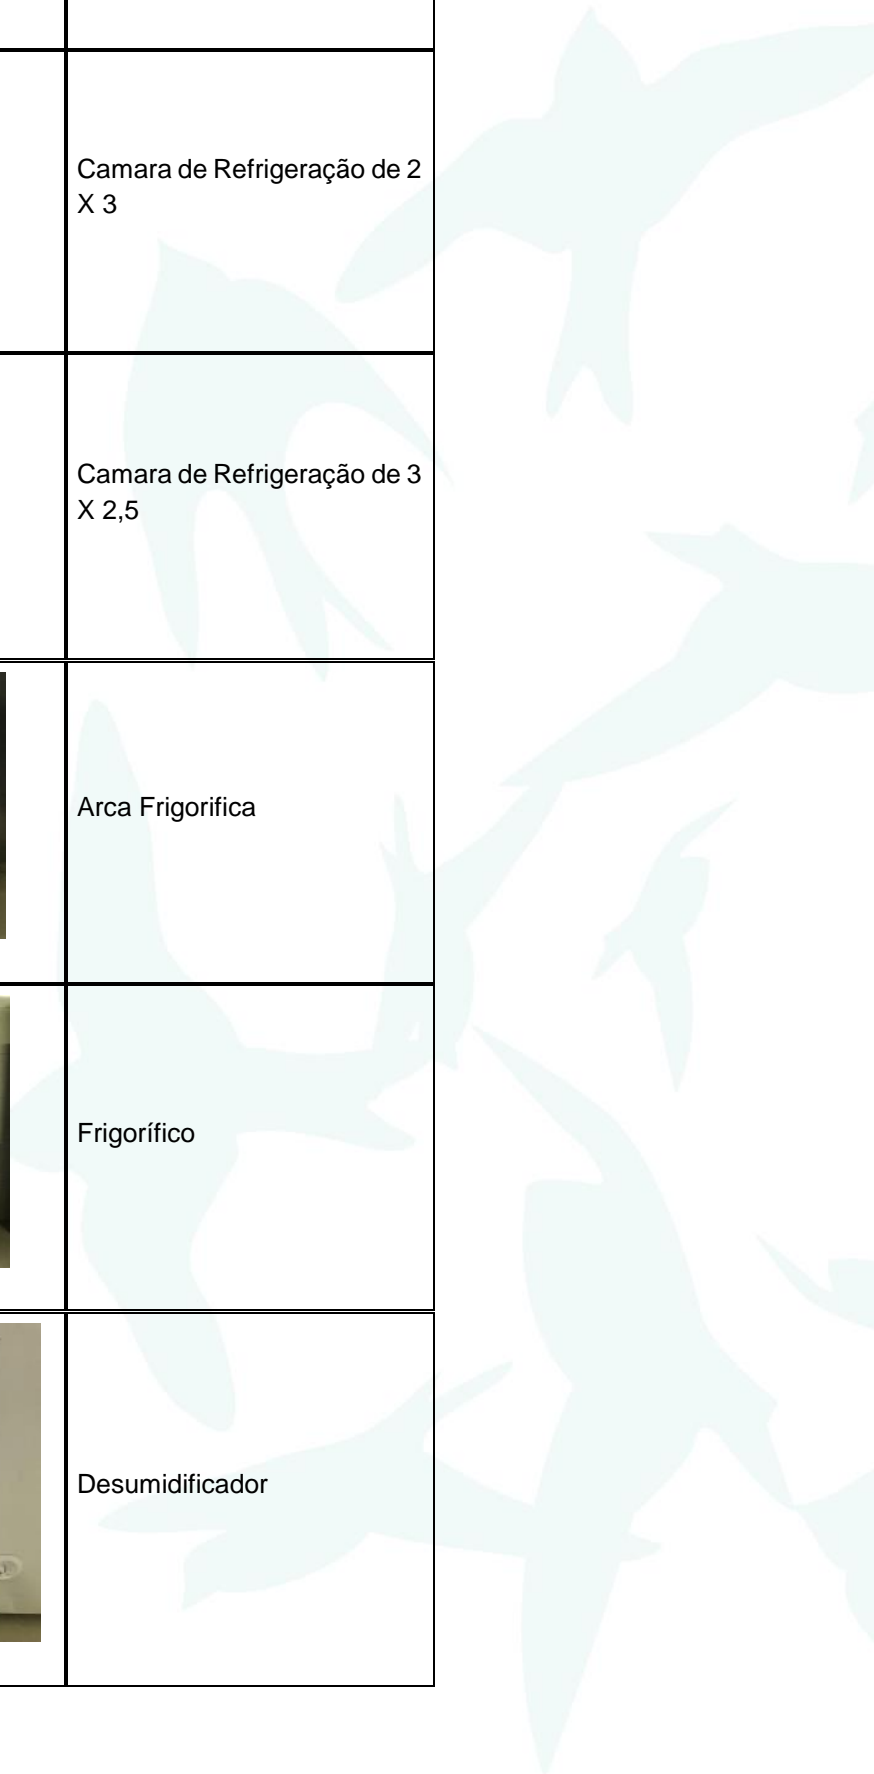 Camara de Refrigeração de 2
X 3
Camara de Refrigeração de 3
X 2,5
Arca Frigorifica
Frigorífico
Desumidificador